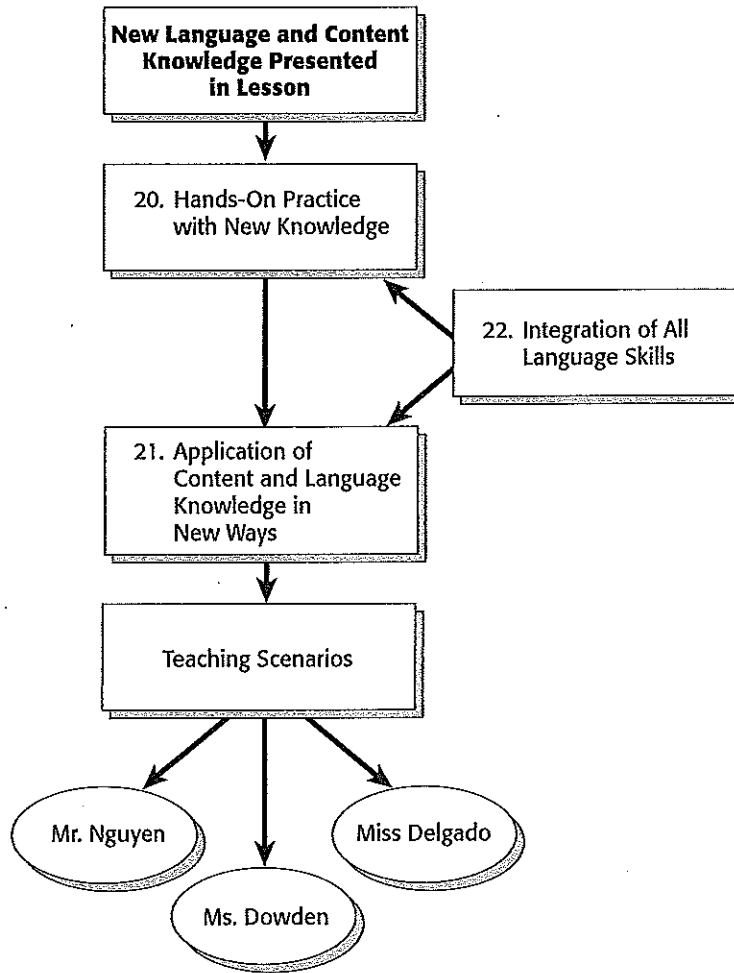 New Language and Content
Knowledge Presented
in Lesson
20. Hands-On Practice
with New Knowledge
22. Integration of All
Language Skills
21. Application of
Content and Language
Knowledge in
New Ways
Teaching Scenarios
Mr. Nguyen
Miss Delgado
Ms. Dowden